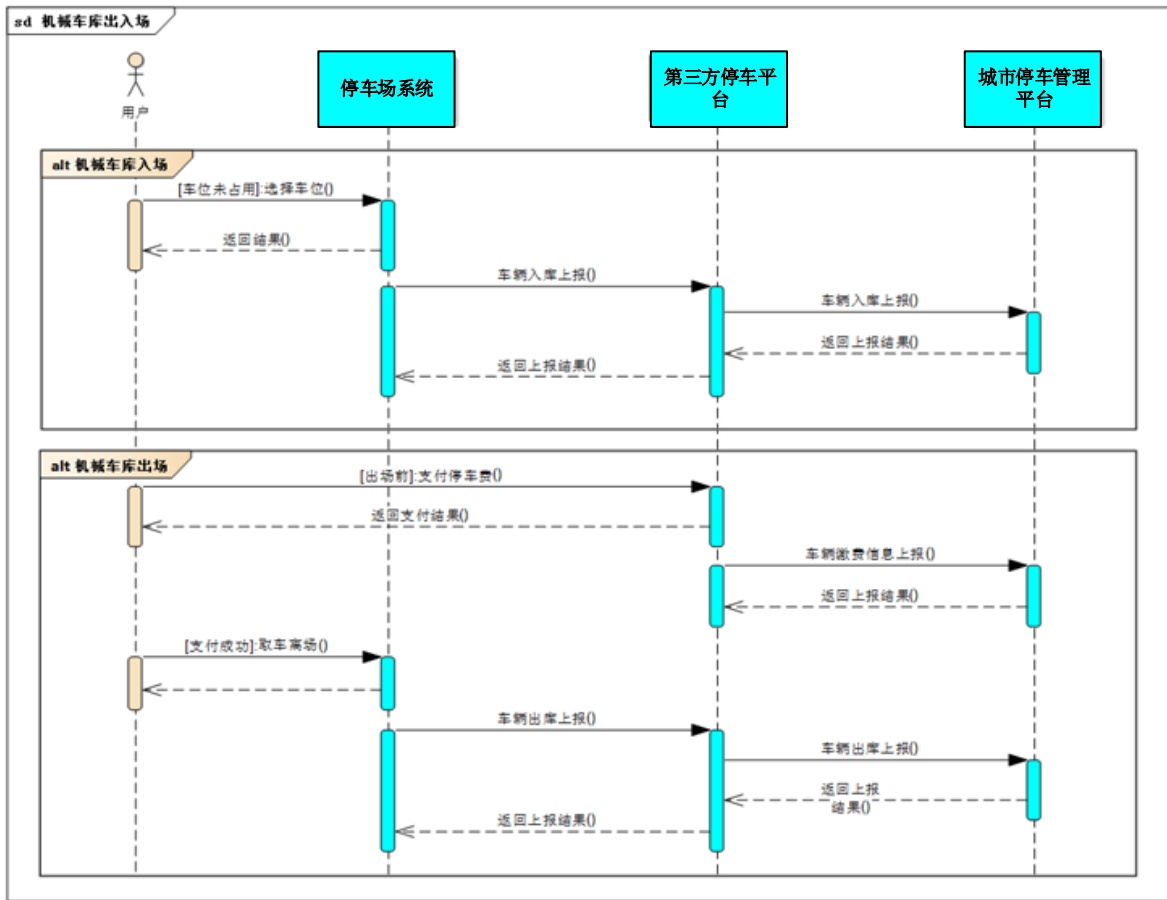 sd 机械车库出入场
用户
停车场系统
第三方停车平
台
城市停车管理
平台
alt 机械车库入场
[车位未占用]:选择车位()
返回结果()
车辆入库上报()
车辆入库上报()
返回上报结果()
返回上报结果()
alt 机械车库出场
[出场前]:支付停车费()
返回支付结果()
车辆缴费信息上报()
返回上报结果()
[支付成功]:取车离场()
车辆出库上报()
车辆出库上报()
返回上报
结果()
返回上报结果()